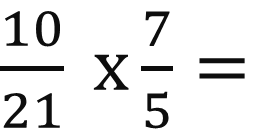 10/21 x 7/5 =